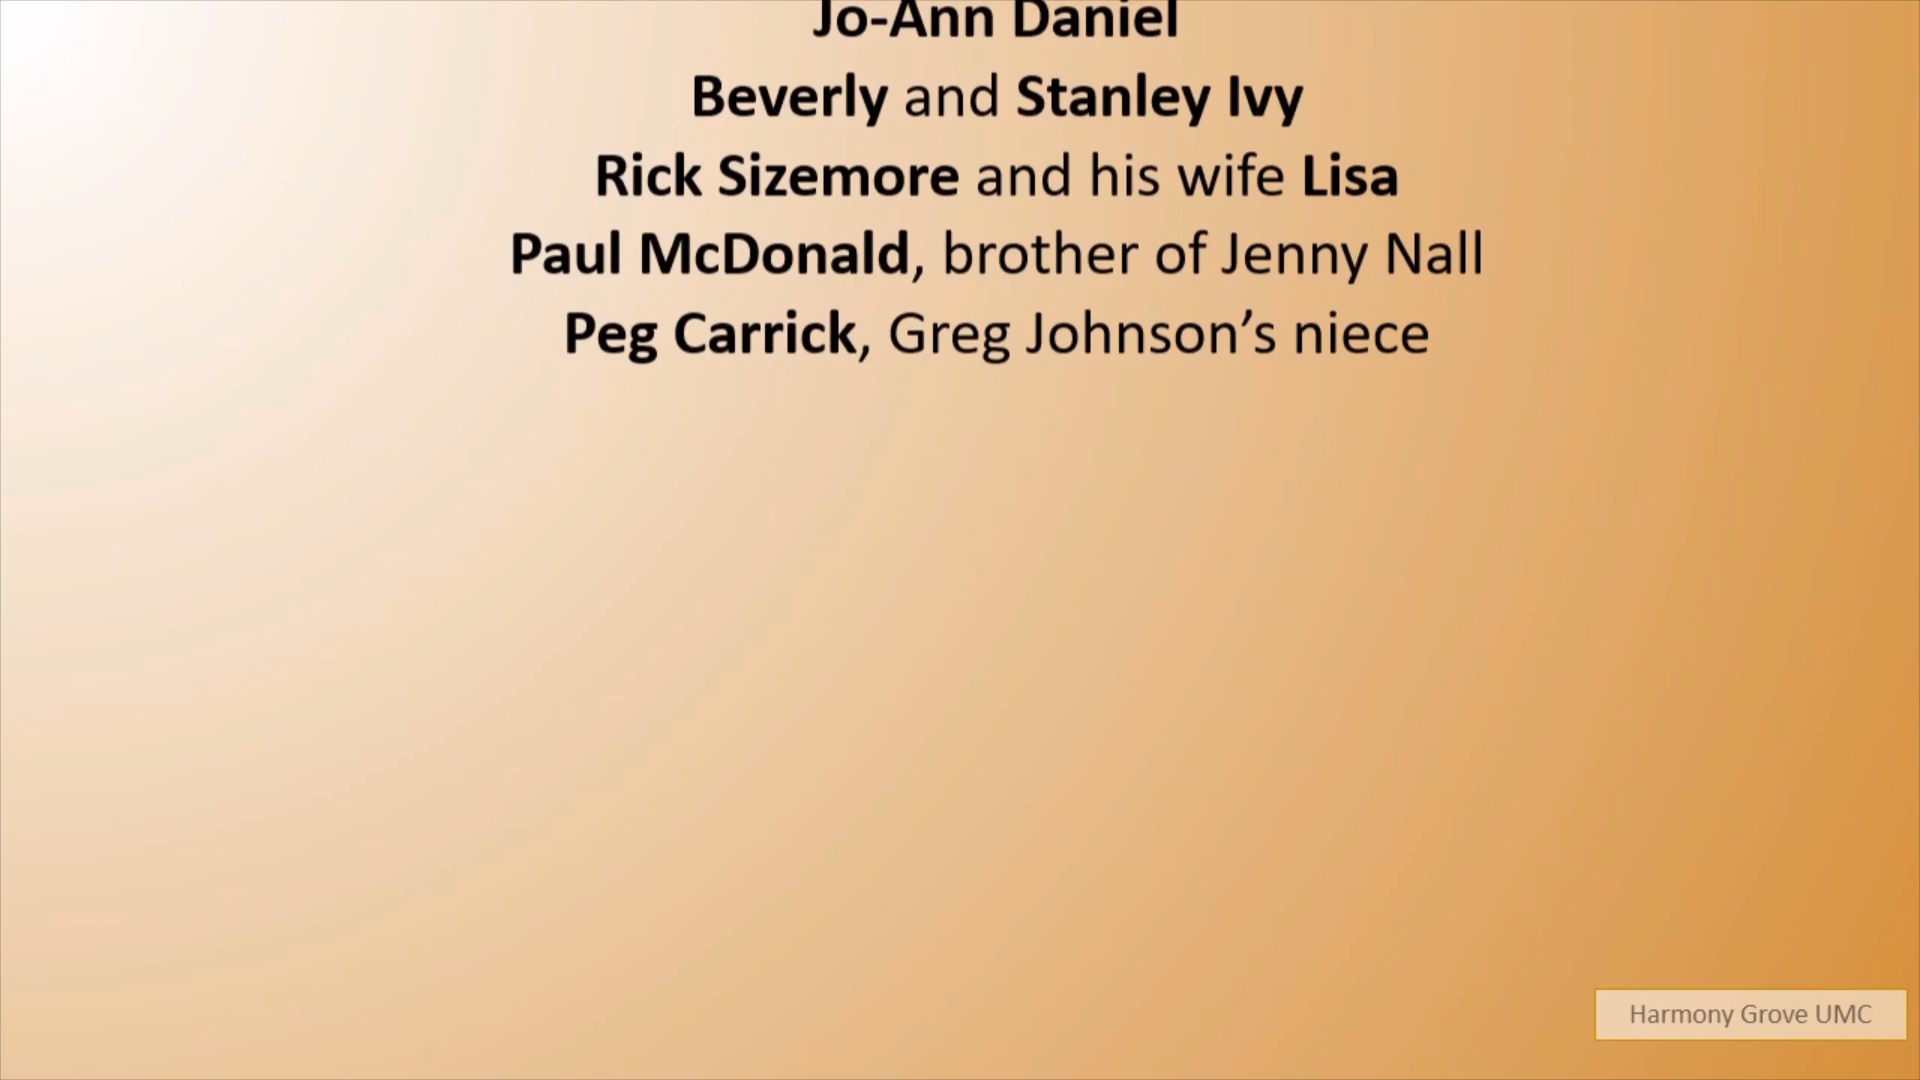 Jo-Ann Daniel
Beverly and Stanley Ivy
Rick Sizemore and his wife Lisa
Paul McDonald, brother of Jenny Nall
Peg Carrick, Greg Johnson’s niece
Harmony Grove UMC